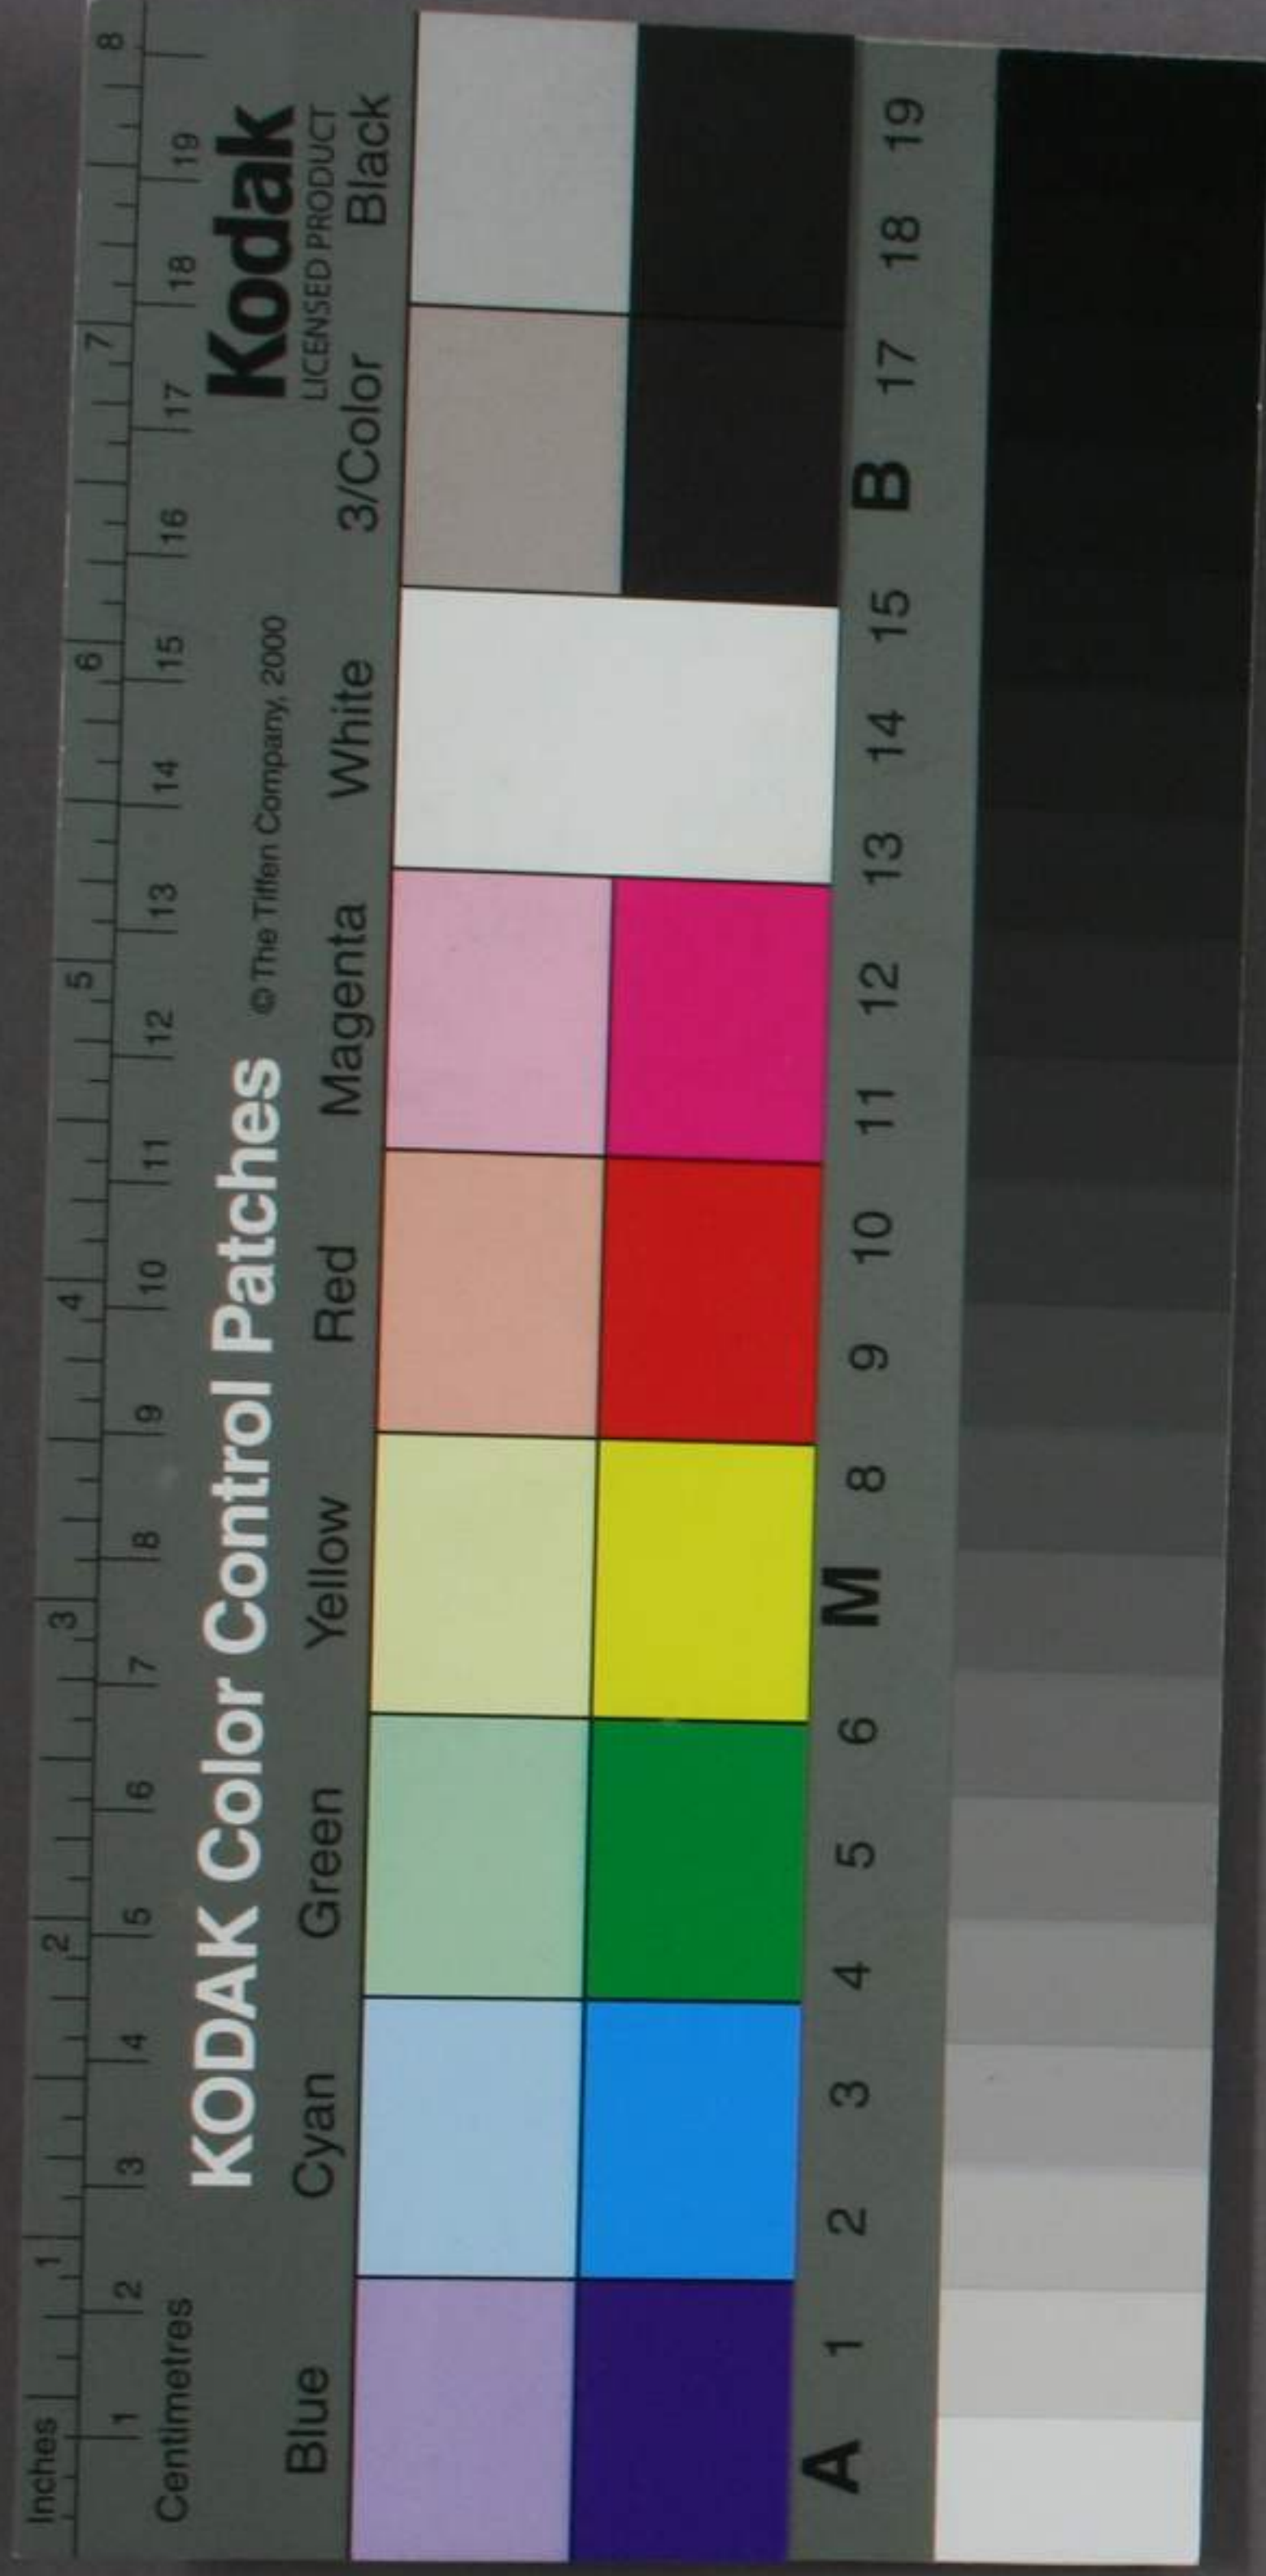 Inches 1 2 3 4 5 6 7 8
Centimetres 1 2 3 4 5 6 7 8 9 10 11 12 13 14 15 16 17 18 19
KODAK Color Control Patches © The Tiffen Company, 2000 Kodak
LICENSED PRODUCT
Blue Cyan Green Yellow Red Magenta White 3/Color Black
A 1 2 3 4 5 6 M 8 9 10 11 12 13 14 15 B 17 18 19